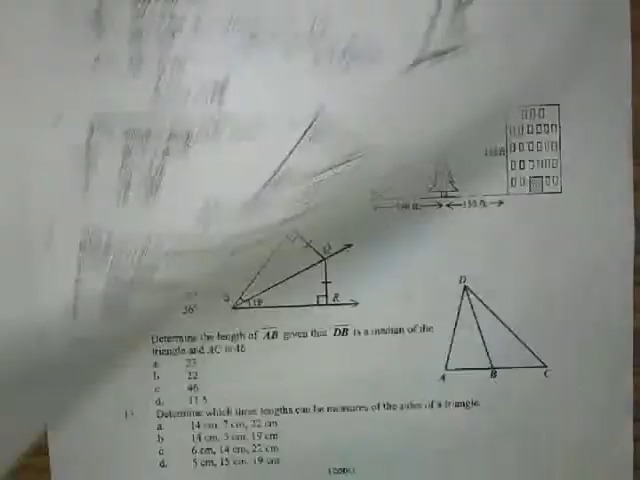 150 ft
Q
R
36°
Determine the length of AB given that DB is a median of the
triangle and AC is 46
a. 23
b 22
c 46
d. 11.5
D
A B C
Determine which three lengths can be measures of the sides of a triangle.
a. 14 cm, 7 cm, 22 cm
b 14 cm, 5 cm, 19 cm
c 6 cm, 14 cm, 22 cm
d. 5 cm, 15 cm, 19 cm